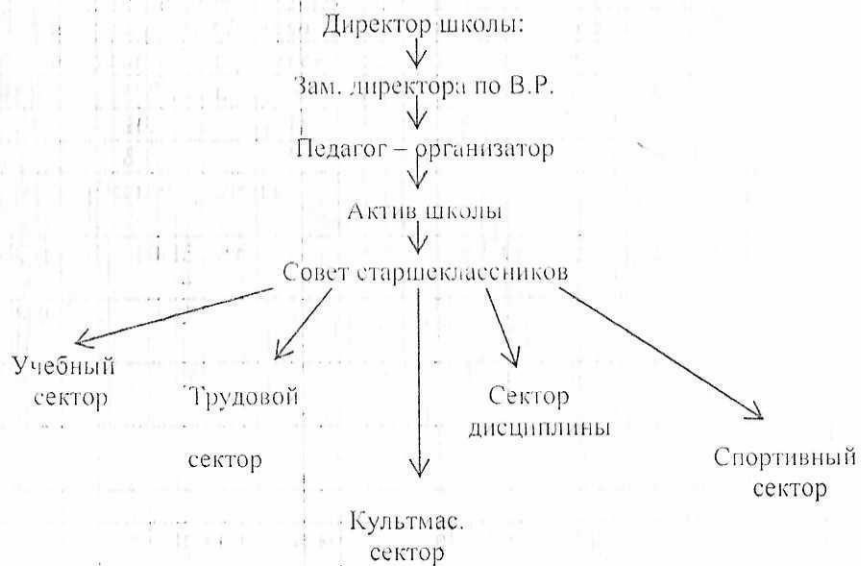 Директор школы:
Зам. директора по В.Р.
Педагог – организатор
Актив школы
Совет старшеклассников
Учебный
сектор
Трудовой
сектор
Культмас.
сектор
Сектор
дисциплины
Спортивный
сектор